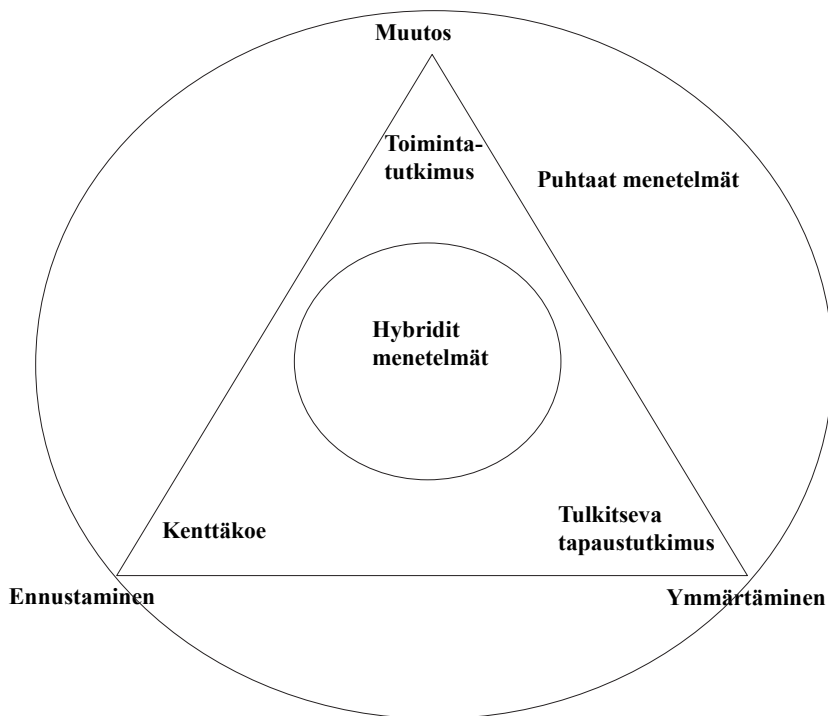 Muutos
Toiminta-
tutkimus
Puhtaat menetelmät
Hybridit
menetelmät
Kenttäkoe
Tulkitseva
tapaustutkimus
Ennustaminen
Ymmärtäminen